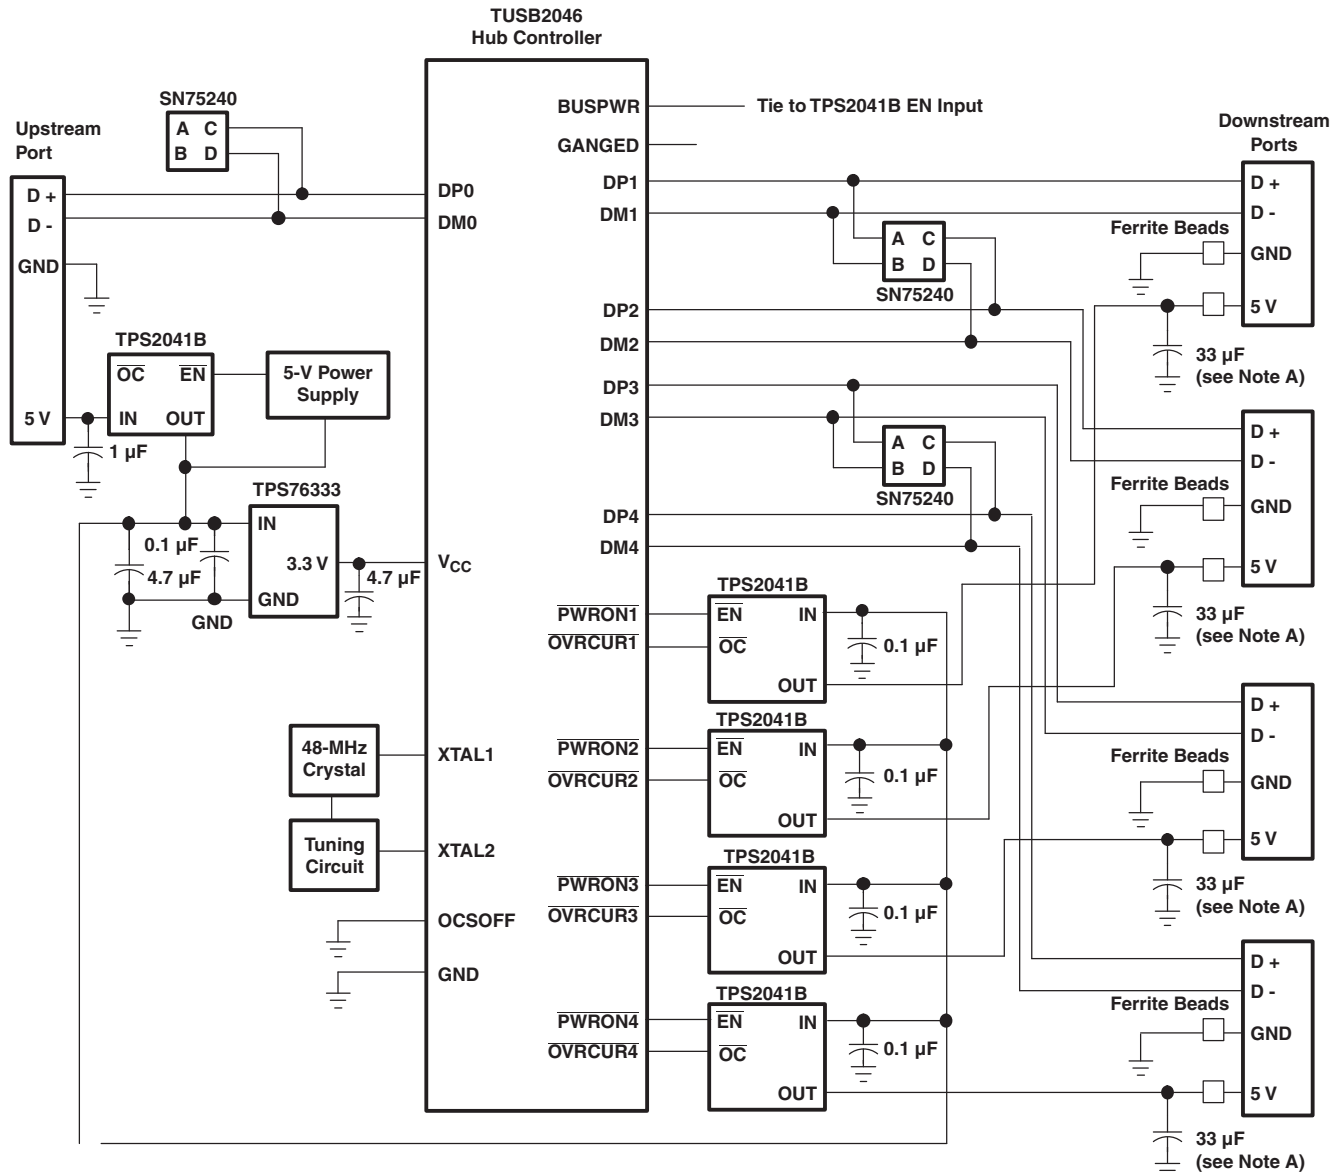 TUSB2046
Hub Controller
SN75240
A C
B D
Upstream
Port
D +
D -
GND
5 V
TPS2041B
OC EN
IN OUT
5-V Power
Supply
1 µF
TPS76333
IN
3.3 V
GND
0.1 µF
4.7 µF
GND
4.7 µF
48-MHz
Crystal
Tuning
Circuit
DP0
DM0
VCC
XTAL1
XTAL2
OCSOFF
GND
BUSPWR
Tie to TPS2041B EN Input
GANGED
DP1
DM1
DP2
DM2
DP3
DM3
DP4
DM4
PWRON1
OVRCUR1
PWRON2
OVRCUR2
PWRON3
OVRCUR3
PWRON4
OVRCUR4
A C
B D
SN75240
A C
B D
SN75240
TPS2041B
EN IN
OC
OUT
0.1 µF
TPS2041B
EN IN
OC
OUT
0.1 µF
TPS2041B
EN IN
OC
OUT
0.1 µF
TPS2041B
EN IN
OC
OUT
0.1 µF
Downstream
Ports
D +
D -
Ferrite Beads
GND
5 V
33 µF
(see Note A)
D +
D -
Ferrite Beads
GND
5 V
33 µF
(see Note A)
D +
D -
Ferrite Beads
GND
5 V
33 µF
(see Note A)
D +
D -
Ferrite Beads
GND
5 V
33 µF
(see Note A)